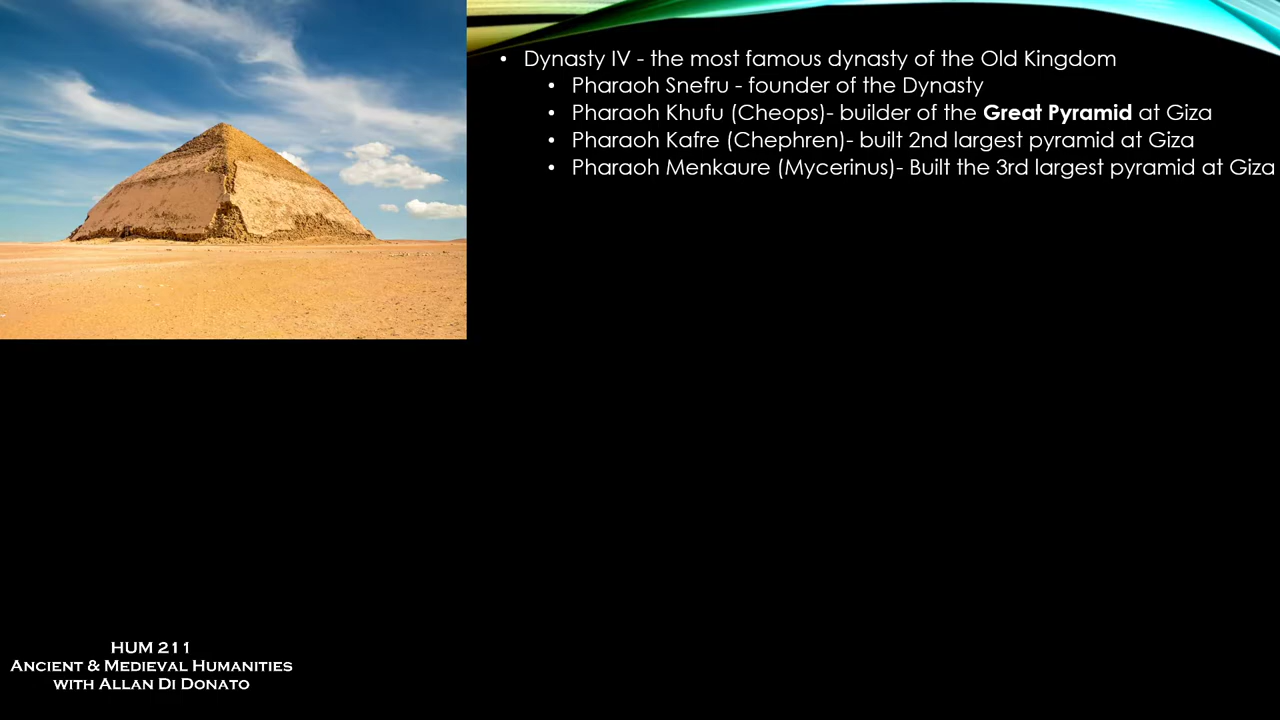 • Dynasty IV - the most famous dynasty of the Old Kingdom
• Pharaoh Snefru - founder of the Dynasty
• Pharaoh Khufu (Cheops)- builder of the Great Pyramid at Giza
• Pharaoh Kafre (Chephren)- built 2nd largest pyramid at Giza
• Pharaoh Menkaure (Mycerinus)- Built the 3rd largest pyramid at Giza
HUM 211
Ancient & Medieval Humanities
with Allan Di Donato